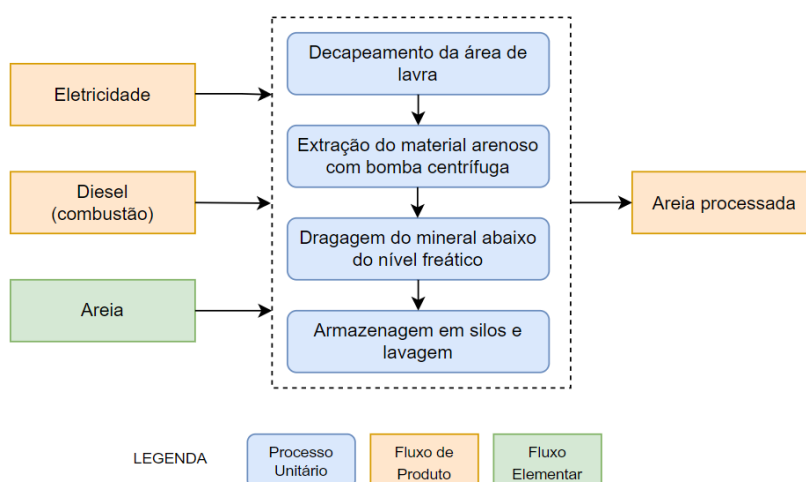 Decapeamento da área de
lavra
Eletricidade
Extração do material arenoso
com bomba centrífuga
Diesel
(combustão)
Areia processada
Dragagem do mineral abaixo
do nível freático
Areia
Armazenagem em silos e
lavagem
LEGENDA
Processo
Unitário
Fluxo de
Produto
Fluxo
Elementar